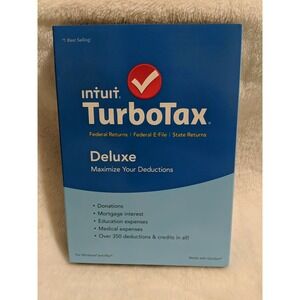 #1 Best Selling
intuit
TurboTax
Federal Returns | Federal E-File | State Returns
Deluxe
Maximize Your Deductions
• Donations
• Mortgage interest
• Education expenses
• Medical expenses
• Over 350 deductions & credits in all!